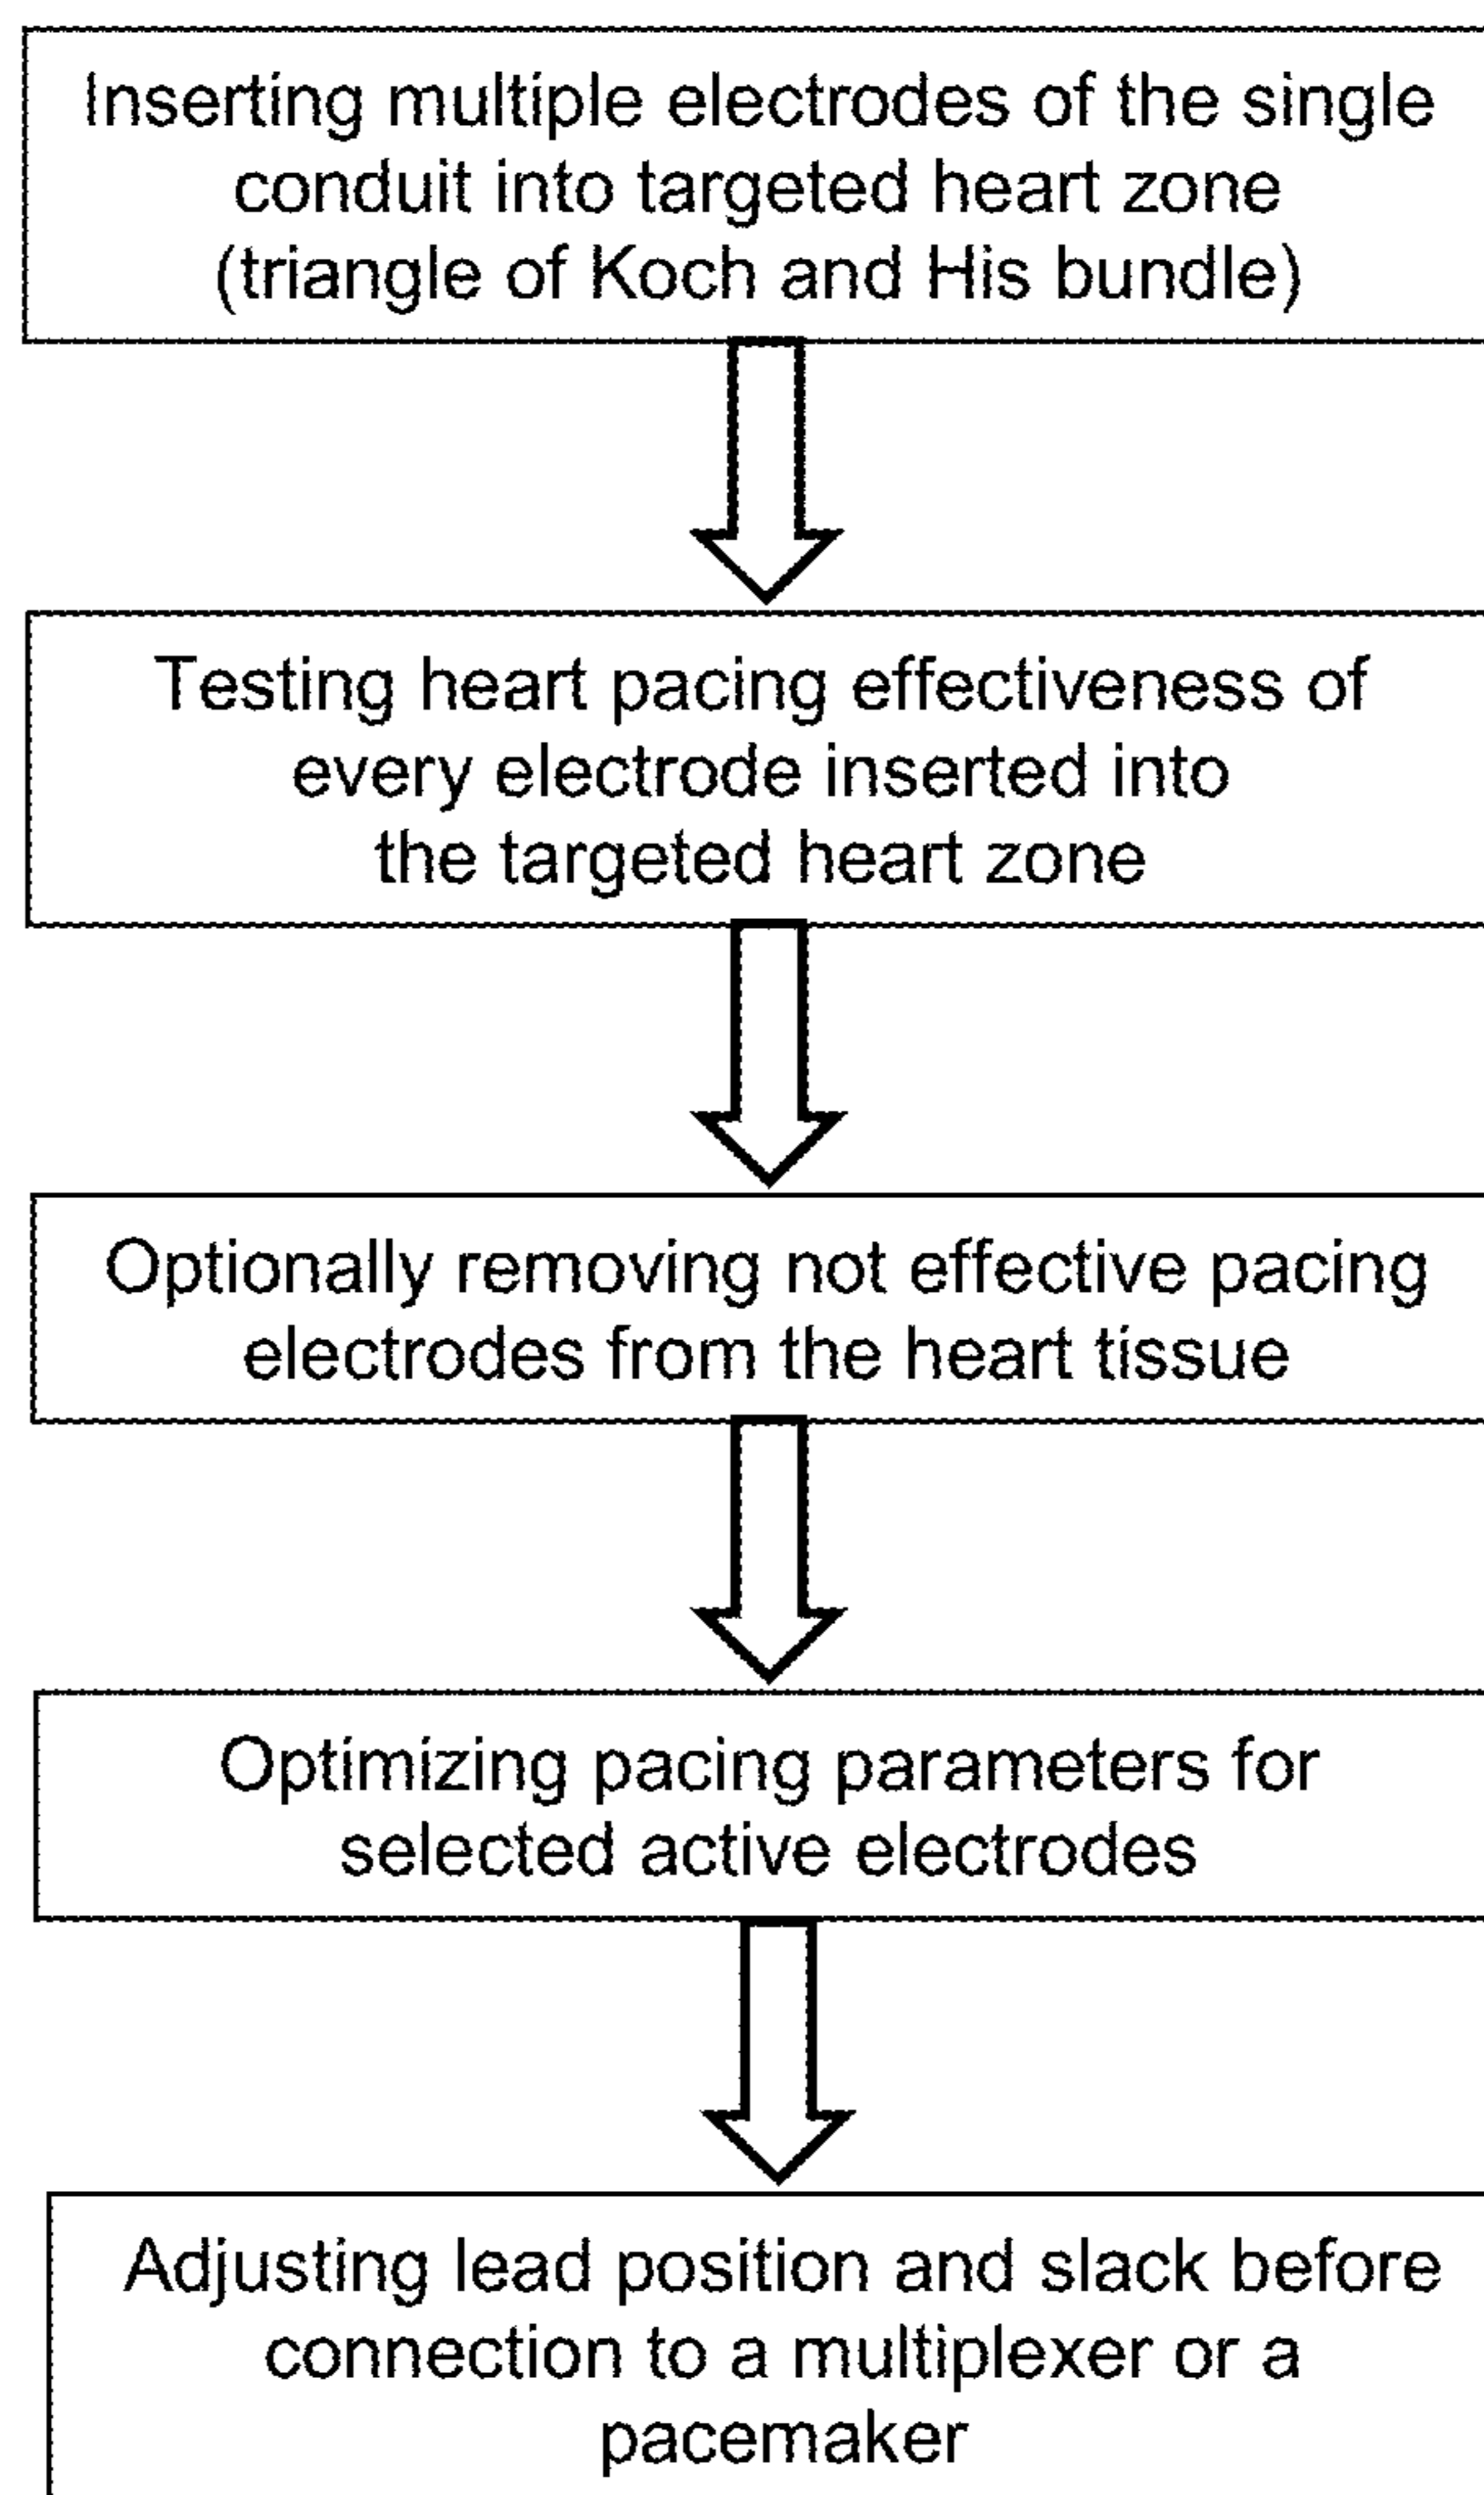 Inserting multiple electrodes of the single
conduit into targeted heart zone
(triangle of Koch and His bundle)
Testing heart pacing effectiveness of
every electrode inserted into
the targeted heart zone
Optionally removing not effective pacing
electrodes from the heart tissue
Optimizing pacing parameters for
selected active electrodes
Adjusting lead position and slack before
connection to a multiplexer or a
pacemaker